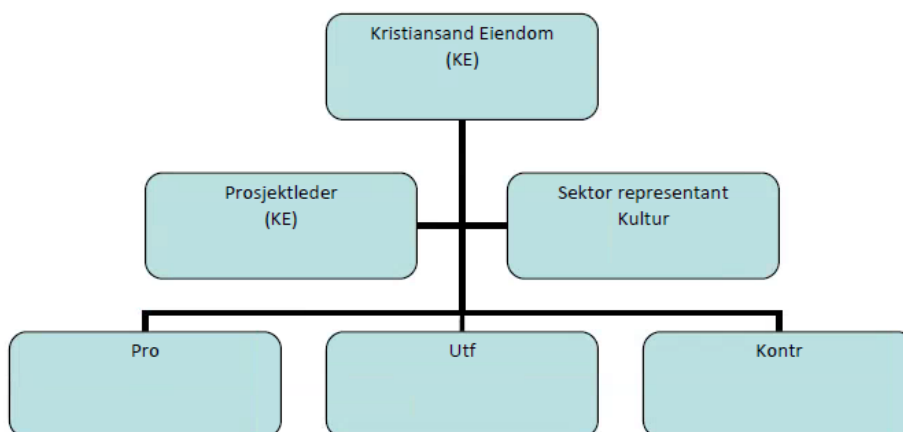 Kristiansand Eiendom
(KE)
Prosjektleder
(KE)
Sektor representant
Kultur
Pro
Utf
Kontr